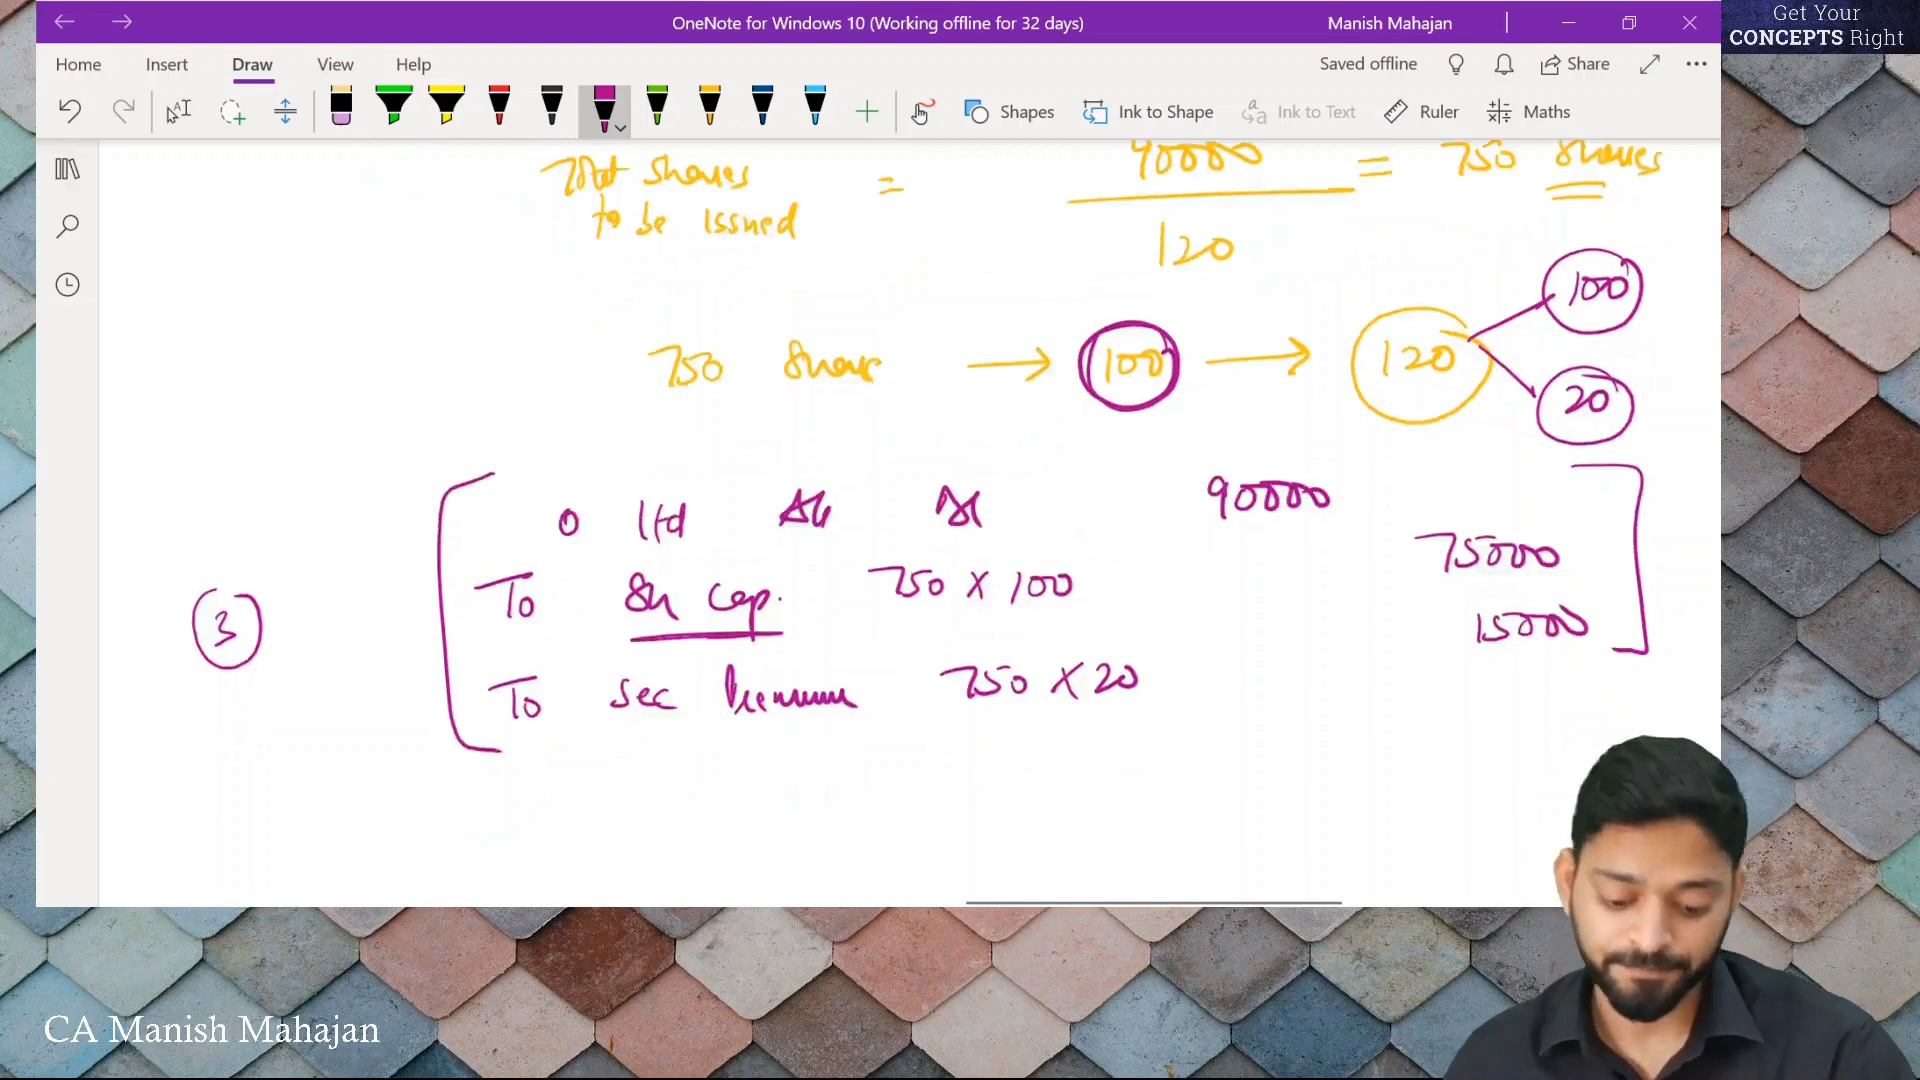 OneNote for Windows 10 (Working offline for 32 days)
Manish Mahajan
Get Your
CONCEPTS Right
Home Insert Draw View Help
Saved offline
Share
Shapes
Ink to Shape
Ink to Text
Ruler
Maths
shares = 90000 = 750 shares
to be issued 120
750 share → 100 → 120
100
20
③
O ltd 90000
To Sh cap. 750 X 100 75000
To sec Premium 750 X 20 15000
CA Manish Mahajan